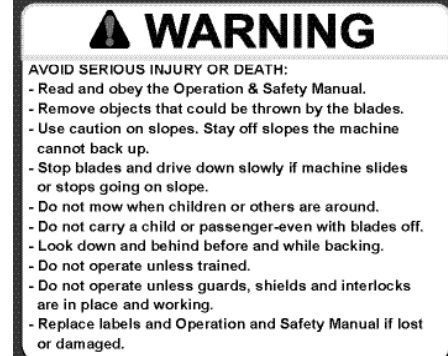 WARNING
AVOID SERIOUS INJURY OR DEATH:
- Read and obey the Operation & Safety Manual.
- Remove objects that could be thrown by the blades.
- Use caution on slopes. Stay off slopes the machine
cannot back up.
- Stop blades and drive down slowly if machine slides
or stops going on slope.
- Do not mow when children or others are around.
- Do not carry a child or passenger-even with blades off.
- Look down and behind before and while backing.
- Do not operate unless trained.
- Do not operate unless guards, shields and interlocks
are in place and working.
- Replace labels and Operation and Safety Manual if lost
or damaged.